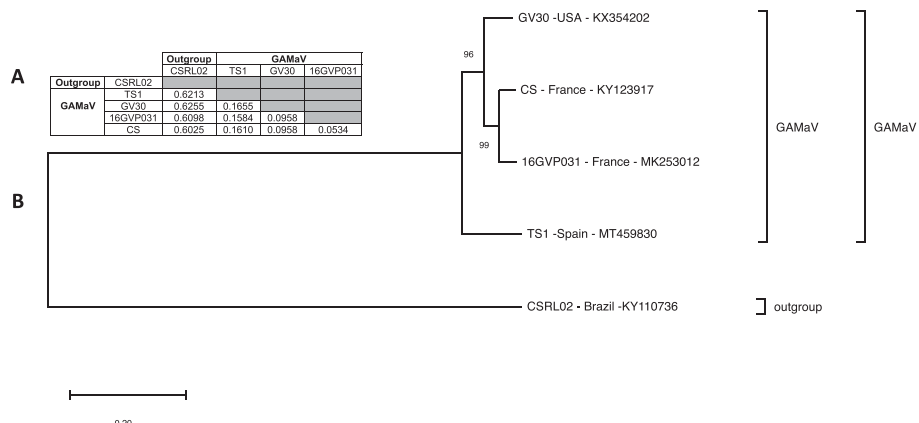 A
Outgroup GAMaV
CSRL02 TS1 GV30 16GVP031
Outgroup CSRL02
GAMaV TS1 0.6213
GV30 0.6255 0.1655
16GVP031 0.6098 0.1584 0.0958
CS 0.6025 0.1610 0.0958 0.0534
B
96
99
GV30 -USA - KX354202
CS - France - KY123917
16GVP031 - France - MK253012
TS1 -Spain - MT459830
CSRL02 - Brazil -KY110736
GAMaV
GAMaV
outgroup
0.20